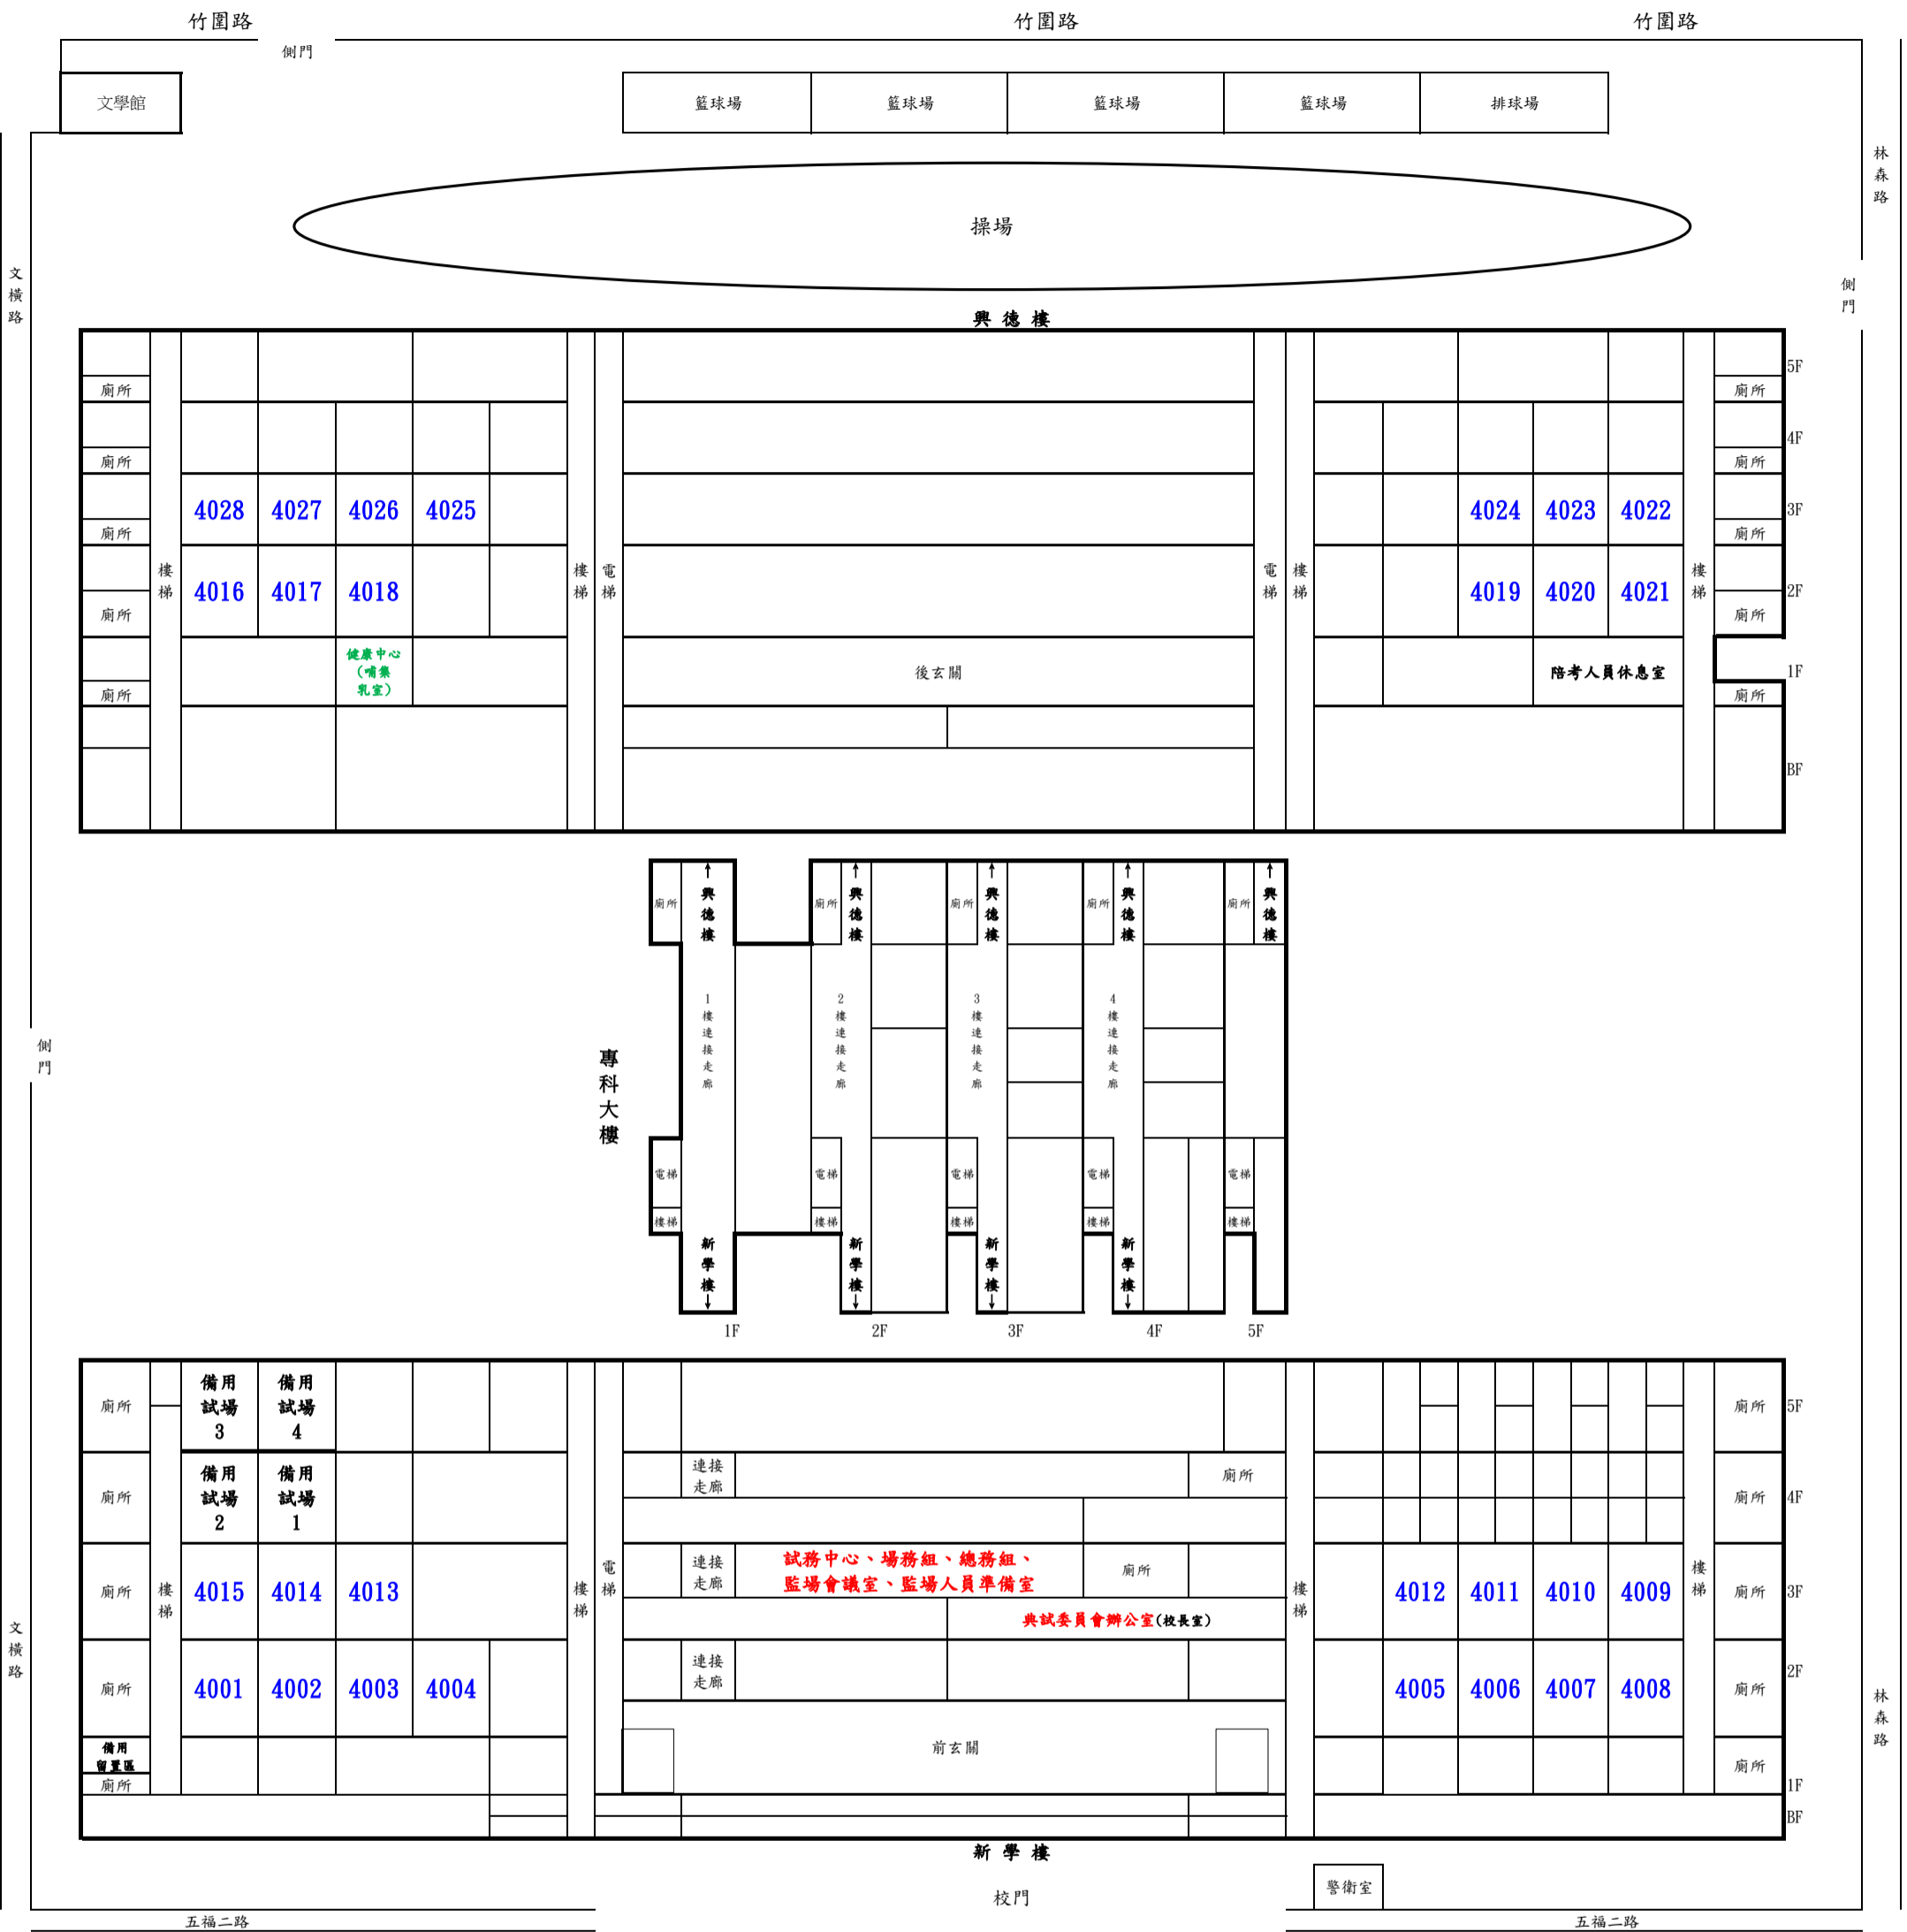 竹圍路 竹圍路 竹圍路
側門
文學館 籃球場 籃球場 籃球場 籃球場 排球場
林森路
操場
文橫路
側門
興德樓
5F
廁所 廁所
4F
廁所 廁所
4028 4027 4026 4025 4024 4023 4022 3F
廁所 廁所
樓梯 樓梯 電梯 電梯 樓梯 樓梯
4016 4017 4018 4019 4020 4021 2F
廁所 廁所
健康中心
(哺集
乳室)
後玄關 陪考人員休息室 1F
廁所 廁所
BF
廁所 ↑興德樓 廁所 ↑興德樓 廁所 ↑興德樓 廁所 ↑興德樓 廁所 ↑興德樓
1樓連接走廊 2樓連接走廊 3樓連接走廊 4樓連接走廊
側門
專科大樓
電梯 電梯 電梯 電梯 電梯
樓梯 樓梯 樓梯 樓梯 樓梯
新學樓↓ 新學樓↓ 新學樓↓ 新學樓↓
1F 2F 3F 4F 5F
廁所 備用試場3 備用試場4 廁所 5F
廁所 備用試場2 備用試場1 連接走廊 廁所 廁所 4F
樓梯 樓梯 電梯 樓梯 樓梯
廁所 4015 4014 4013 連接走廊
試務中心、場務組、總務組、
監場會議室、監場人員準備室
廁所 4012 4011 4010 4009 廁所 3F
典試委員會辦公室(校長室)
文橫路
廁所 4001 4002 4003 4004 連接走廊 4005 4006 4007 4008 廁所 2F
林森路
備用
留置區
前玄關 廁所
廁所 1F
BF
新學樓
校門 警衛室
五福二路 五福二路